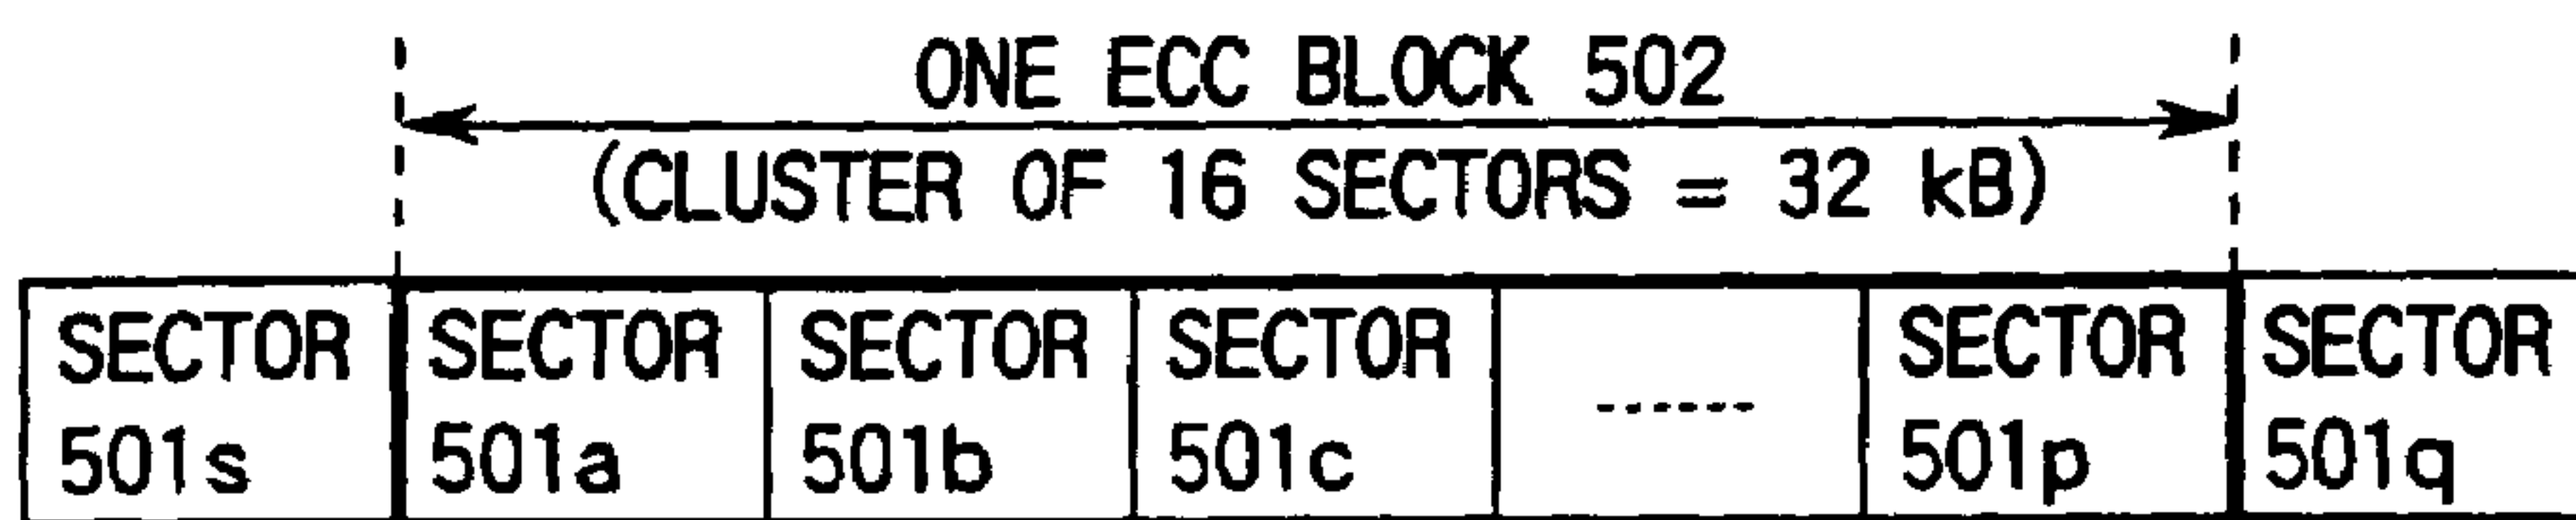 ONE ECC BLOCK 502
(CLUSTER OF 16 SECTORS = 32 kB)
SECTOR SECTOR SECTOR SECTOR SECTOR SECTOR
501s 501a 501b 501c ------ 501p 501q